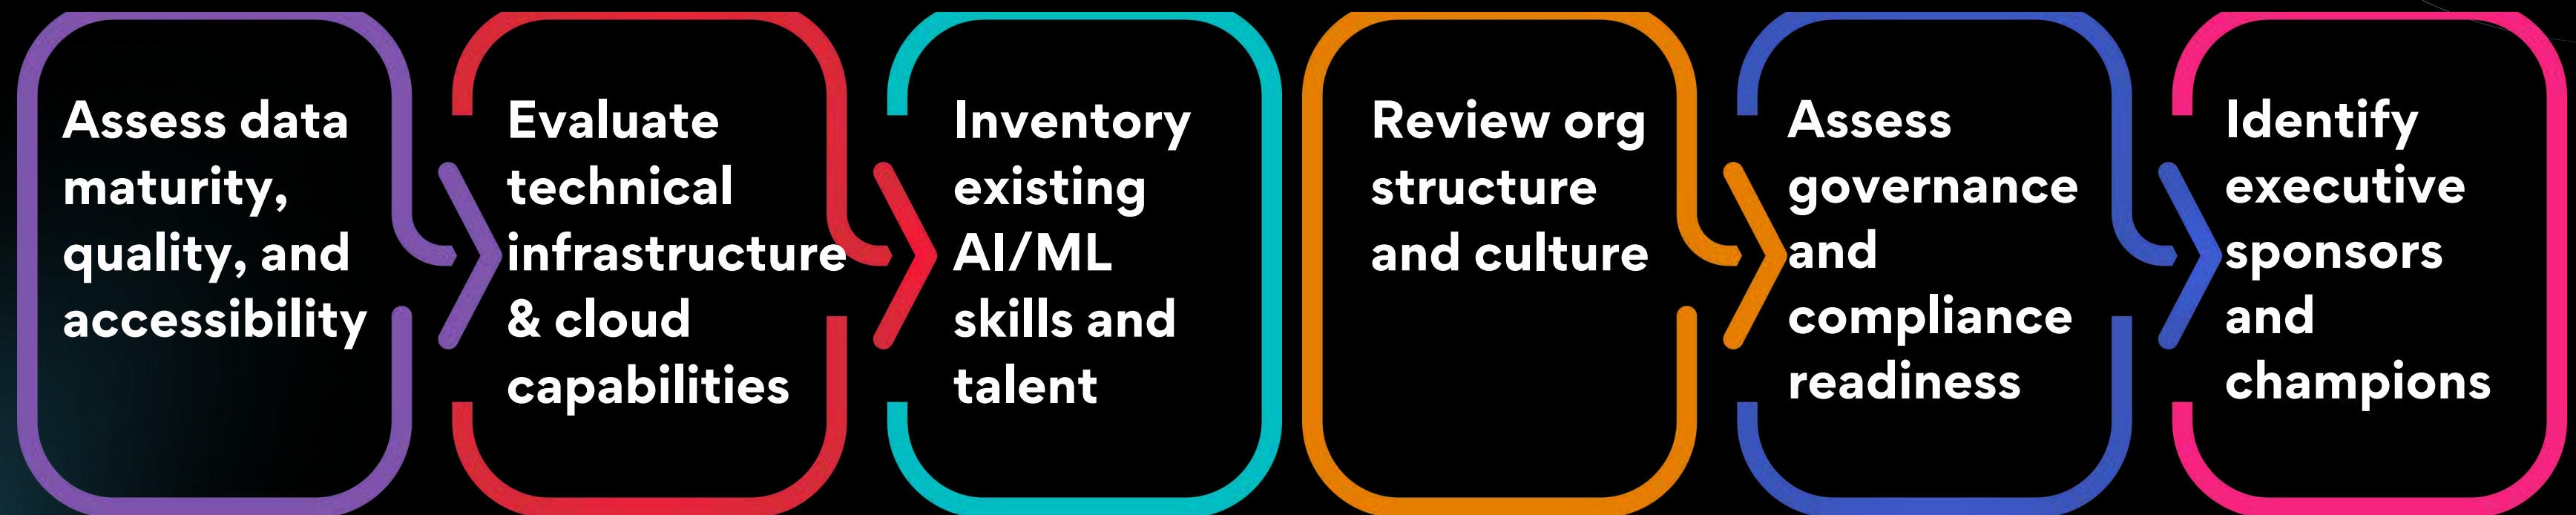 Assess data
maturity,
quality, and
accessibility
Evaluate
technical
infrastructure
& cloud
capabilities
Inventory
existing
AI/ML
skills and
talent
Review org
structure
and culture
Assess
governance
and
compliance
readiness
Identify
executive
sponsors
and
champions